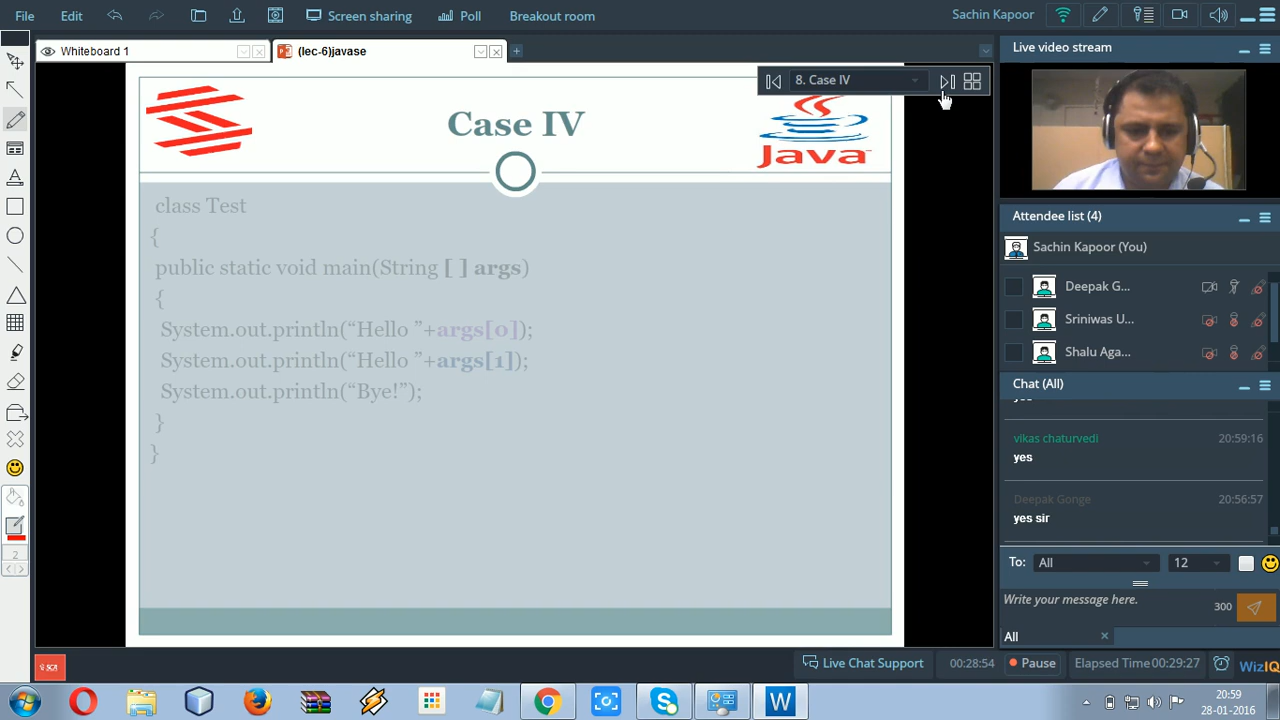 File Edit Screen sharing Poll Breakout room Sachin Kapoor
Whiteboard 1 (lec-6)javase
8. Case IV
Case IV
Java
class Test
{
public static void main(String [ ] args)
{
System.out.println(“Hello ”+args[0]);
System.out.println(“Hello ”+args[1]);
System.out.println(“Bye!”);
}
}
Live video stream
Attendee list (4)
Sachin Kapoor (You)
Deepak G...
Sriniwas U...
Shalu Aga...
Chat (All)
yes
vikas chaturvedi 20:59:16
yes
Deepak Gonge 20:56:57
yes sir
To: All 12
Write your message here. 300
All
2
SCA
Live Chat Support 00:28:54 Pause Elapsed Time 00:29:27 WizIQ
W
20:59
28-01-2016